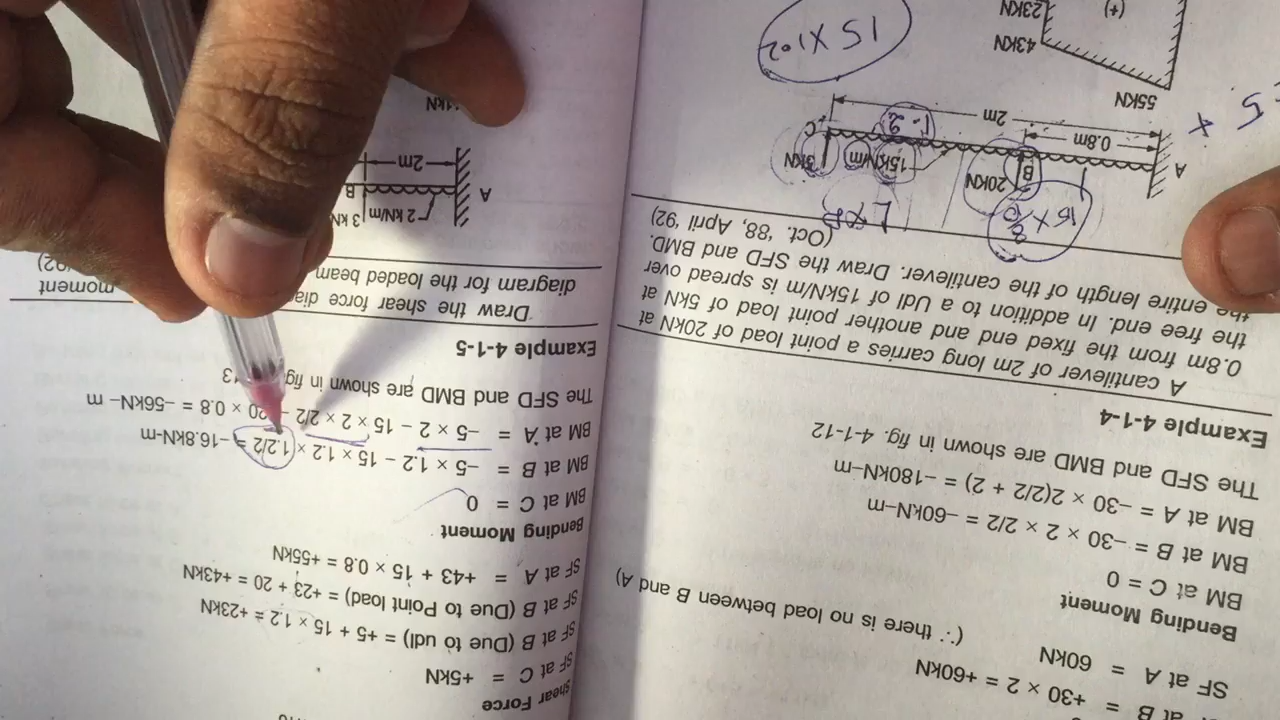 at B = +30 × 2 = +60kN
SF at A = 60kN
(∵ there is no load between B and A)
Bending Moment
BM at C = 0
BM at B = –30 × 2 × 2/2 = –60kN–m
BM at A = –30 × 2(2/2 + 2) = –180kN–m
The SFD and BMD are shown in fig. 4-1-12
Example 4-1-4
A cantilever of 2m long carries a point load of 20kN at
0.8m from the fixed end and another point load of 5kN at
the free end. In addition to a Udl of 15kN/m is spread over
the entire length of the cantilever. Draw the SFD and BMD.
(Oct. '88, April '92)
15 × 8/10
20kN
15kN/m
5kN
A
B
C
0.8m
1.2
2m
15 X 1.2
5 x
55KN
43KN
23KN
(+)
Shear Force
SF at C = +5kN
SF at B (Due to udl) = +5 + 15 × 1.2 = +23kN
SF at B (Due to Point load) = +23 + 20 = +43kN
SF at A = +43 + 15 × 0.8 = +55kN
Bending Moment
BM at C = 0
BM at B = –5 × 1.2 – 15 × 1.2 × 1.2/2 = –16.8kN-m
BM at A = –5 × 2 – 15 × 2 × 2/2 – 20 × 0.8 = –56kN– m
The SFD and BMD are shown in fig
Example 4-1-5
Draw the shear force diag moment
diagram for the loaded beam
2 kN/m
3 kN
A
B
2m